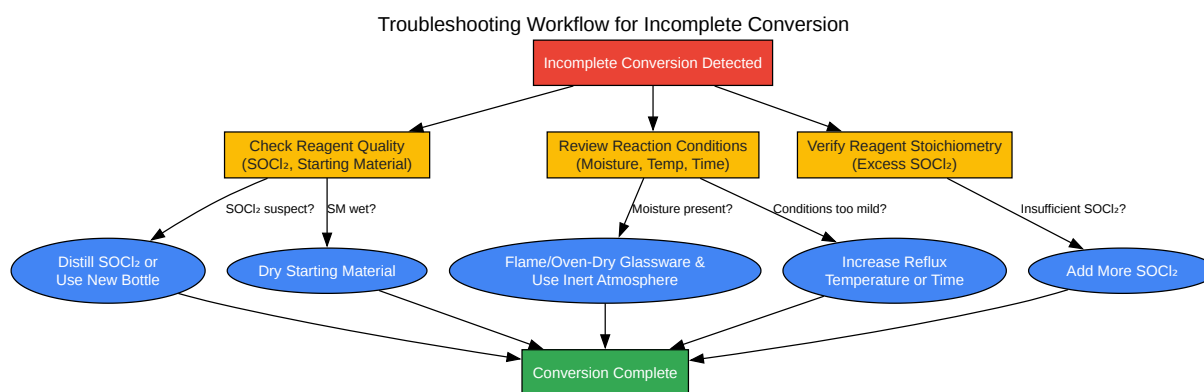 Troubleshooting Workflow for Incomplete Conversion
Incomplete Conversion Detected
Check Reagent Quality
(SOCl₂, Starting Material)
Review Reaction Conditions
(Moisture, Temp, Time)
Verify Reagent Stoichiometry
(Excess SOCl₂)
SOCl₂ suspect?
SM wet?
Moisture present?
Conditions too mild?
Insufficient SOCl₂?
Distill SOCl₂ or
Use New Bottle
Dry Starting Material
Flame/Oven-Dry Glassware &
Use Inert Atmosphere
Increase Reflux
Temperature or Time
Add More SOCl₂
Conversion Complete